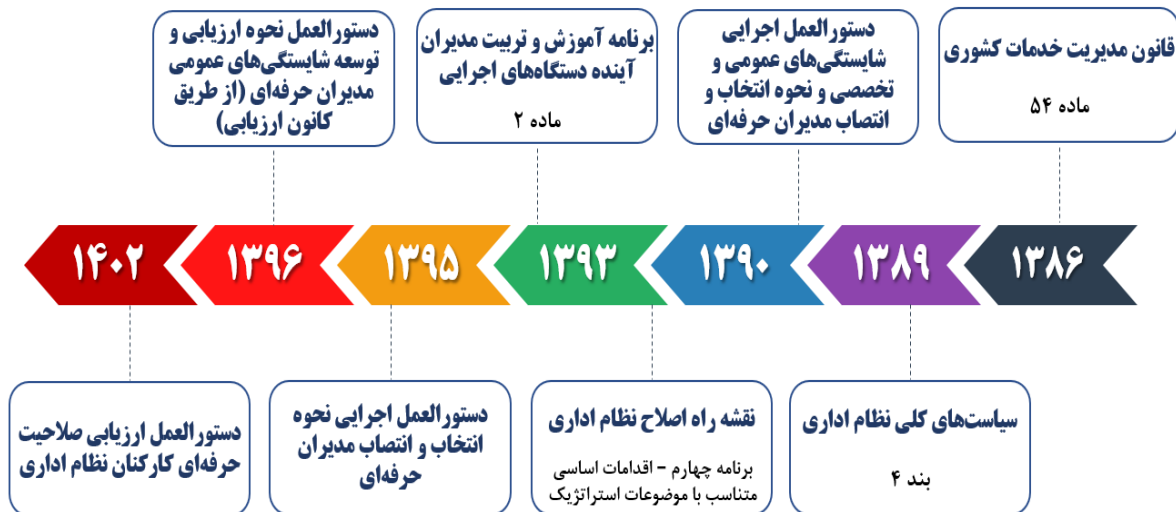 قانون مدیریت خدمات کشوری
ماده ۵۴
دستورالعمل اجرایی
شایستگی‌های عمومی و
تخصصی و نحوه انتخاب و
انتصاب مدیران حرفه‌ای
برنامه آموزش و تربیت مدیران
آینده دستگاه‌های اجرایی
ماده ۲
دستورالعمل نحوه ارزیابی و
توسعه شایستگی‌های عمومی
مدیران حرفه‌ای (از طریق
کانون ارزیابی)
۱۳۸۶
۱۳۸۹
۱۳۹۰
۱۳۹۳
۱۳۹۵
۱۳۹۶
۱۴۰۲
سیاست‌های کلی نظام اداری
بند ۴
نقشه راه اصلاح نظام اداری
برنامه چهارم – اقدامات اساسی
متناسب با موضوعات استراتژیک
دستورالعمل اجرایی نحوه
انتخاب و انتصاب مدیران
حرفه‌ای
دستورالعمل ارزیابی صلاحیت
حرفه‌ای کارکنان نظام اداری